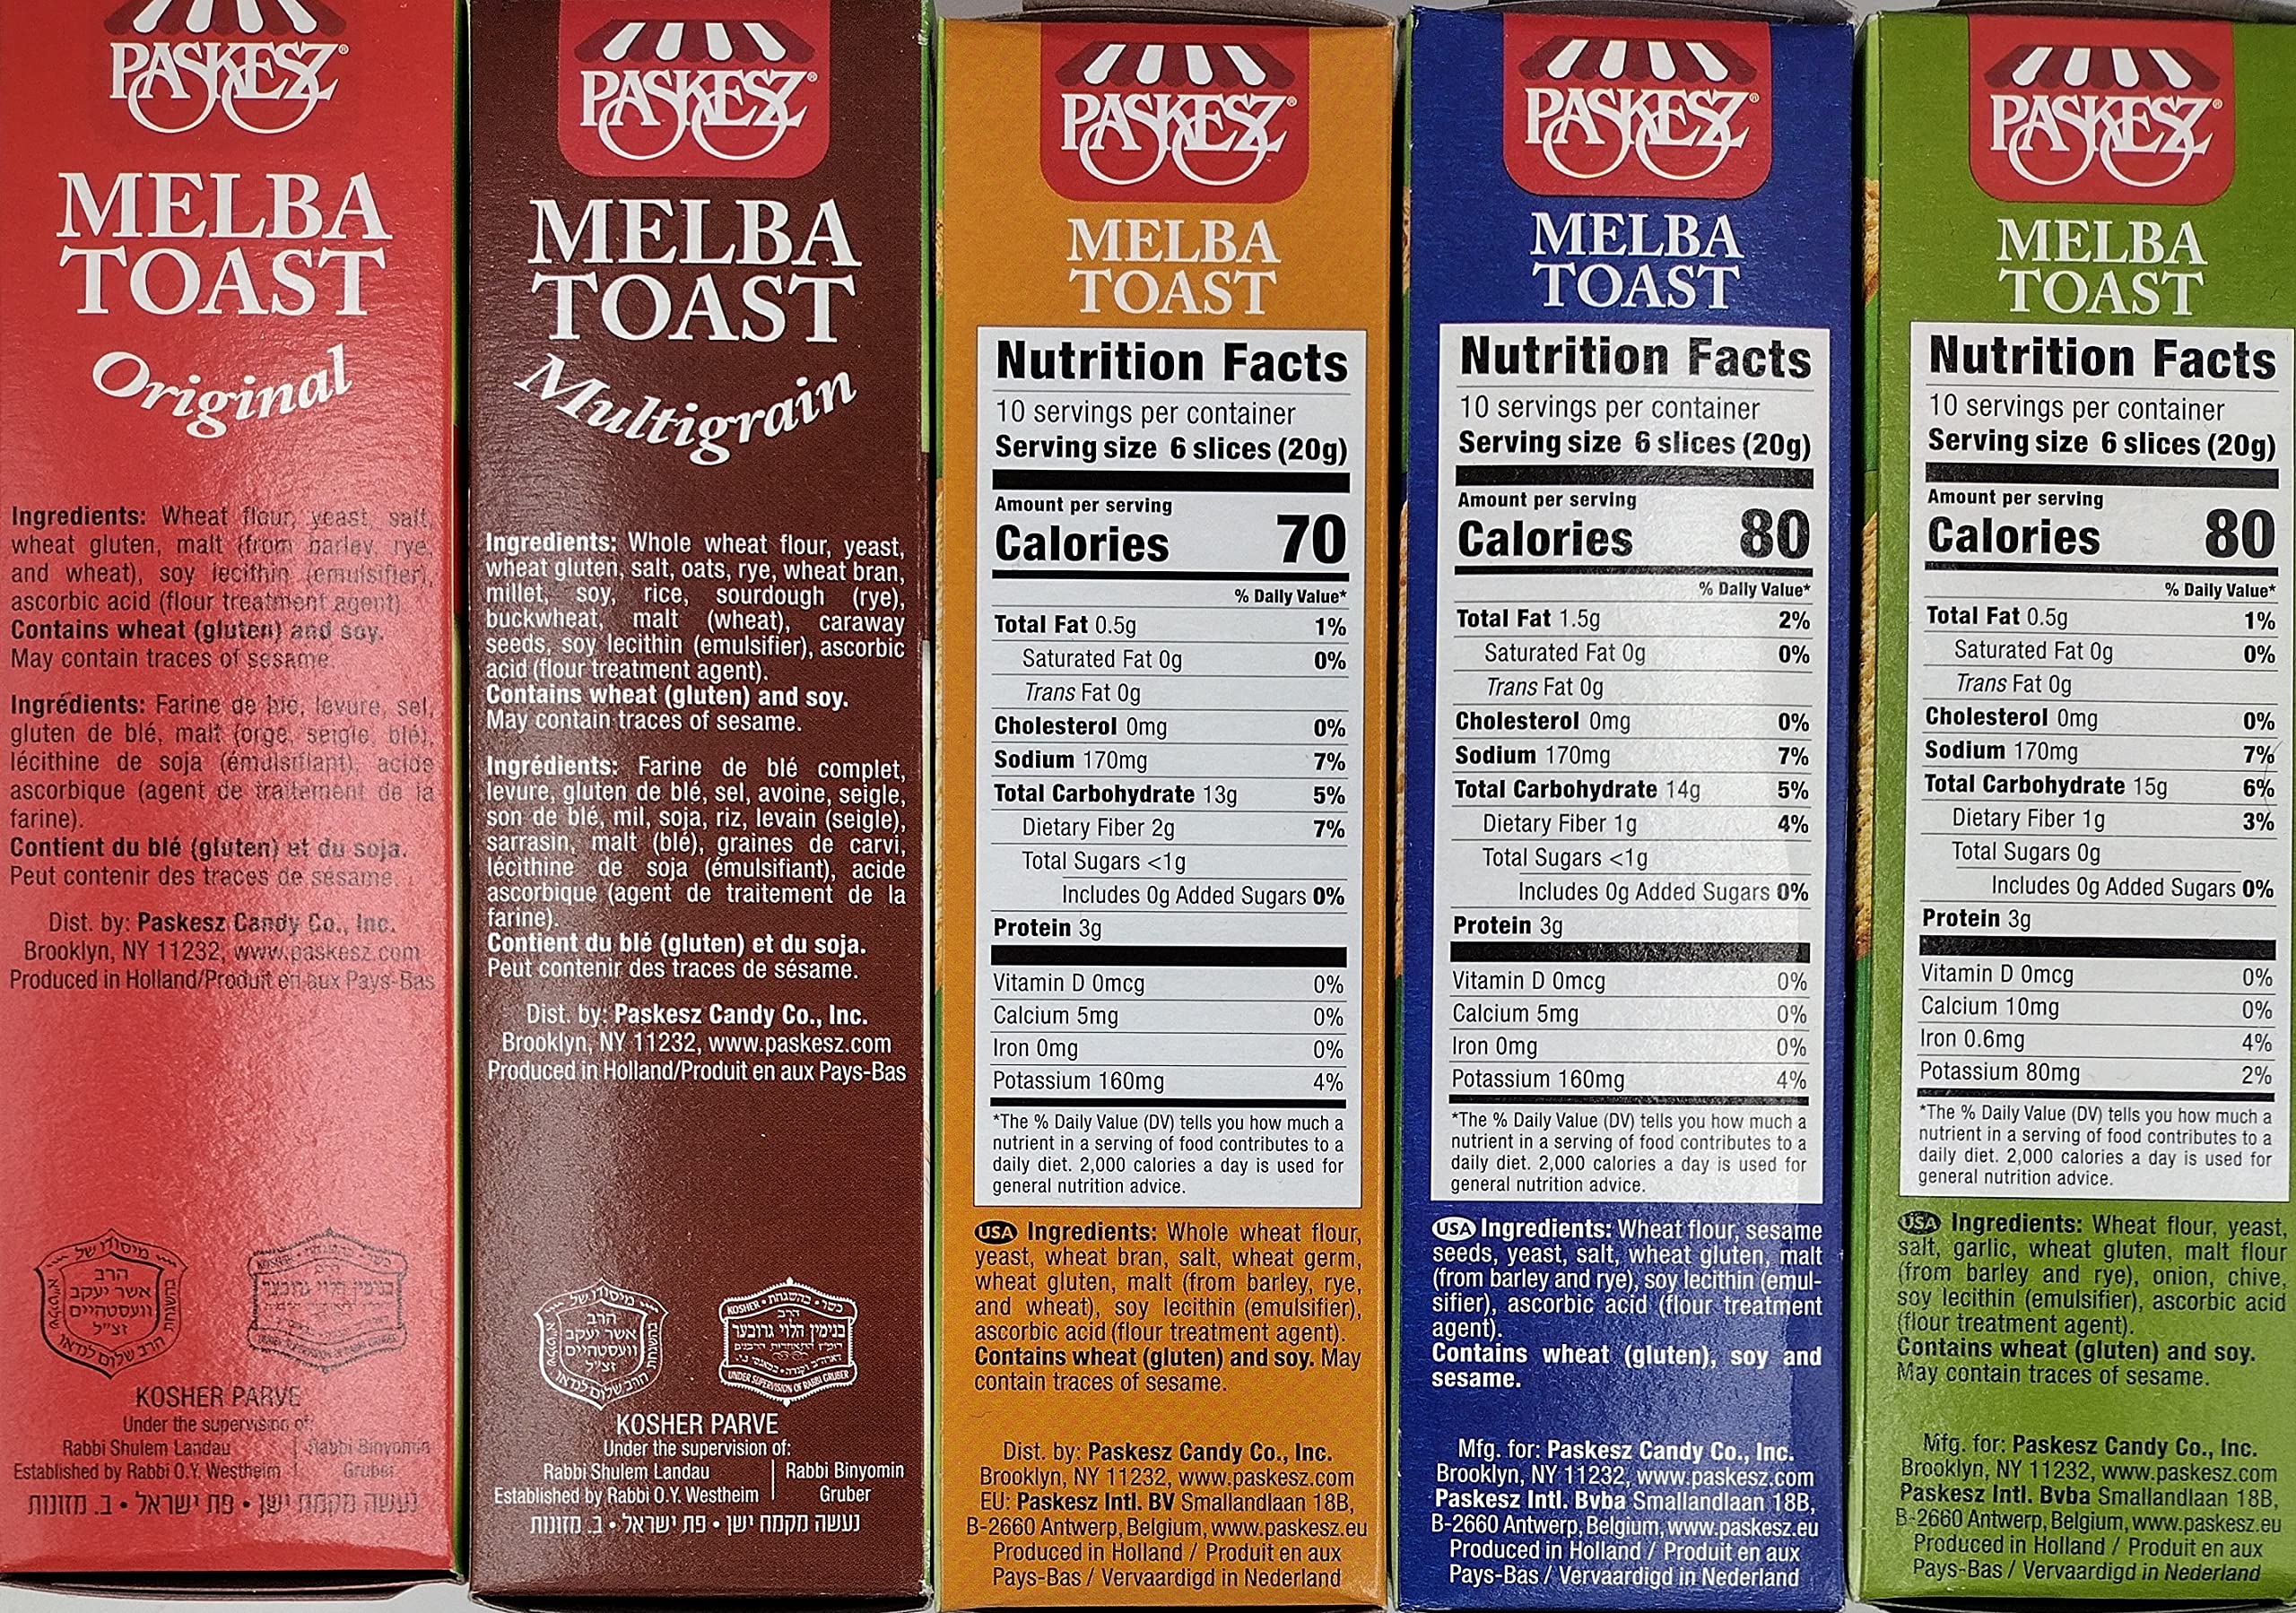 PASKESZ®
MELBA
TOAST
Original
Ingredients: Wheat flour, yeast, salt,
wheat gluten, malt (from barley, rye,
and wheat), soy lecithin (emulsifier),
ascorbic acid (flour treatment agent).
Contains wheat (gluten) and soy.
May contain traces of sesame.
Ingrédients: Farine de blé, levure, sel,
gluten de blé, malt (orge, seigle, blé),
lécithine de soja (émulsifiant), acide
ascorbique (agent de traitement de la
farine).
Contient du blé (gluten) et du soja.
Peut contenir des traces de sésame.
Dist. by: Paskesz Candy Co., Inc.
Brooklyn, NY 11232, www.paskesz.com
Produced in Holland/Produit en aux Pays-Bas
מיסודו של
הרב
אשר יעקב
וועסטהיים
זצ"ל
בהשגחת
הרב שלום לנדאו
שליט"א
KOSHER PARVE
Under the supervision of:
Rabbi Shulem Landau
Established by Rabbi O.Y. Westheim
Rabbi Binyomin
Gruber
נעשה מקמח ישן • פת ישראל • ב. מזונות
PASKESZ®
MELBA
TOAST
Multigrain
Ingredients: Whole wheat flour, yeast,
wheat gluten, salt, oats, rye, wheat bran,
millet, soy, rice, sourdough (rye),
buckwheat, malt (wheat), caraway
seeds, soy lecithin (emulsifier), ascorbic
acid (flour treatment agent).
Contains wheat (gluten) and soy.
May contain traces of sesame.
Ingrédients: Farine de blé complet,
levure, gluten de blé, sel, avoine, seigle,
son de blé, mil, soja, riz, levain (seigle),
sarrasin, malt (blé), graines de carvi,
lécithine de soja (émulsifiant), acide
ascorbique (agent de traitement de la
farine).
Contient du blé (gluten) et du soja.
Peut contenir des traces de sésame.
Dist. by: Paskesz Candy Co., Inc.
Brooklyn, NY 11232, www.paskesz.com
Produced in Holland/Produit en aux Pays-Bas
מיסודו של
הרב
אשר יעקב
וועסטהיים
זצ"ל
בהשגחת
הרב שלום לנדאו
שליט"א
KOSHER • כשר • בהשגחת
הרב
בנימין הלוי גרובער
UNDER SUPERVISION OF RABBI GRUBER
KOSHER PARVE
Under the supervision of:
Rabbi Shulem Landau
Established by Rabbi O.Y. Westheim
Rabbi Binyomin
Gruber
נעשה מקמח ישן • פת ישראל • ב. מזונות
PASKESZ®
MELBA
TOAST
Nutrition Facts
10 servings per container
Serving size 6 slices (20g)
Amount per serving
Calories 70
% Daily Value*
Total Fat 0.5g 1%
Saturated Fat 0g 0%
Trans Fat 0g
Cholesterol 0mg 0%
Sodium 170mg 7%
Total Carbohydrate 13g 5%
Dietary Fiber 2g 7%
Total Sugars <1g
Includes 0g Added Sugars 0%
Protein 3g
Vitamin D 0mcg 0%
Calcium 5mg 0%
Iron 0mg 0%
Potassium 160mg 4%
*The % Daily Value (DV) tells you how much a
nutrient in a serving of food contributes to a
daily diet. 2,000 calories a day is used for
general nutrition advice.
USA Ingredients: Whole wheat flour,
yeast, wheat bran, salt, wheat germ,
wheat gluten, malt (from barley, rye,
and wheat), soy lecithin (emulsifier),
ascorbic acid (flour treatment agent).
Contains wheat (gluten) and soy. May
contain traces of sesame.
Dist. by: Paskesz Candy Co., Inc.
Brooklyn, NY 11232, www.paskesz.com
EU: Paskesz Intl. BV Smallandlaan 18B,
B-2660 Antwerp, Belgium, www.paskesz.eu
Produced in Holland / Produit en aux
Pays-Bas / Vervaardigd in Nederland
PASKESZ®
MELBA
TOAST
Nutrition Facts
10 servings per container
Serving size 6 slices (20g)
Amount per serving
Calories 80
% Daily Value*
Total Fat 1.5g 2%
Saturated Fat 0g 0%
Trans Fat 0g
Cholesterol 0mg 0%
Sodium 170mg 7%
Total Carbohydrate 14g 5%
Dietary Fiber 1g 4%
Total Sugars <1g
Includes 0g Added Sugars 0%
Protein 3g
Vitamin D 0mcg 0%
Calcium 5mg 0%
Iron 0mg 0%
Potassium 160mg 4%
*The % Daily Value (DV) tells you how much a
nutrient in a serving of food contributes to a
daily diet. 2,000 calories a day is used for
general nutrition advice.
USA Ingredients: Wheat flour, sesame
seeds, yeast, salt, wheat gluten, malt
(from barley and rye), soy lecithin (emul-
sifier), ascorbic acid (flour treatment
agent).
Contains wheat (gluten), soy and
sesame.
Mfg. for: Paskesz Candy Co., Inc.
Brooklyn, NY 11232, www.paskesz.com
Paskesz Intl. Bvba Smallandlaan 18B,
B-2660 Antwerp, Belgium, www.paskesz.eu
Produced in Holland / Produit en aux
Pays-Bas / Vervaardigd in Nederland
PASKESZ®
MELBA
TOAST
Nutrition Facts
10 servings per container
Serving size 6 slices (20g)
Amount per serving
Calories 80
% Daily Value*
Total Fat 0.5g 1%
Saturated Fat 0g 0%
Trans Fat 0g
Cholesterol 0mg 0%
Sodium 170mg 7%
Total Carbohydrate 15g 6%
Dietary Fiber 1g 3%
Total Sugars 0g
Includes 0g Added Sugars 0%
Protein 3g
Vitamin D 0mcg 0%
Calcium 10mg 0%
Iron 0.6mg 4%
Potassium 80mg 2%
*The % Daily Value (DV) tells you how much a
nutrient in a serving of food contributes to a
daily diet. 2,000 calories a day is used for
general nutrition advice.
USA Ingredients: Wheat flour, yeast,
salt, garlic, wheat gluten, malt flour
(from barley and rye), onion, chive,
soy lecithin (emulsifier), ascorbic acid
(flour treatment agent).
Contains wheat (gluten) and soy.
May contain traces of sesame.
Mfg. for: Paskesz Candy Co., Inc.
Brooklyn, NY 11232, www.paskesz.com
Paskesz Intl. Bvba Smallandlaan 18B,
B-2660 Antwerp, Belgium, www.paskesz.eu
Produced in Holland / Produit en aux
Pays-Bas / Vervaardigd in Nederland